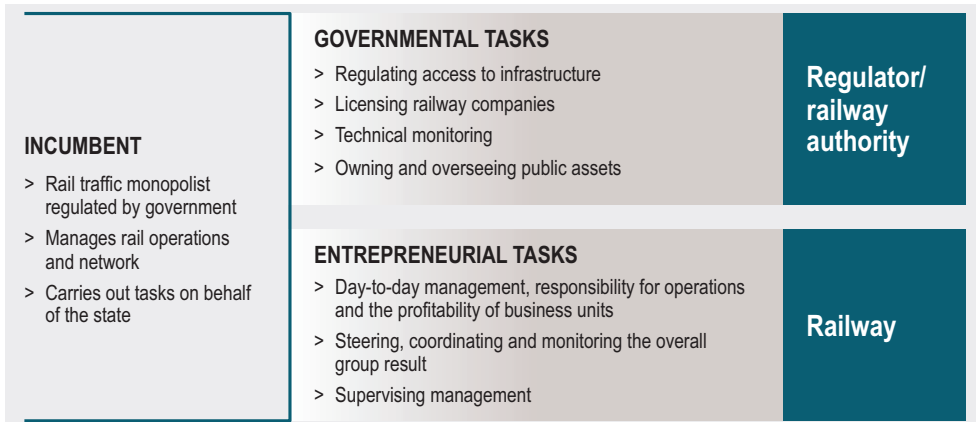 INCUMBENT
> Rail traffic monopolist
regulated by government
> Manages rail operations
and network
> Carries out tasks on behalf
of the state
GOVERNMENTAL TASKS
> Regulating access to infrastructure
> Licensing railway companies
> Technical monitoring
> Owning and overseeing public assets
Regulator/
railway
authority
ENTREPRENEURIAL TASKS
> Day-to-day management, responsibility for operations
and the profitability of business units
> Steering, coordinating and monitoring the overall
group result
> Supervising management
Railway